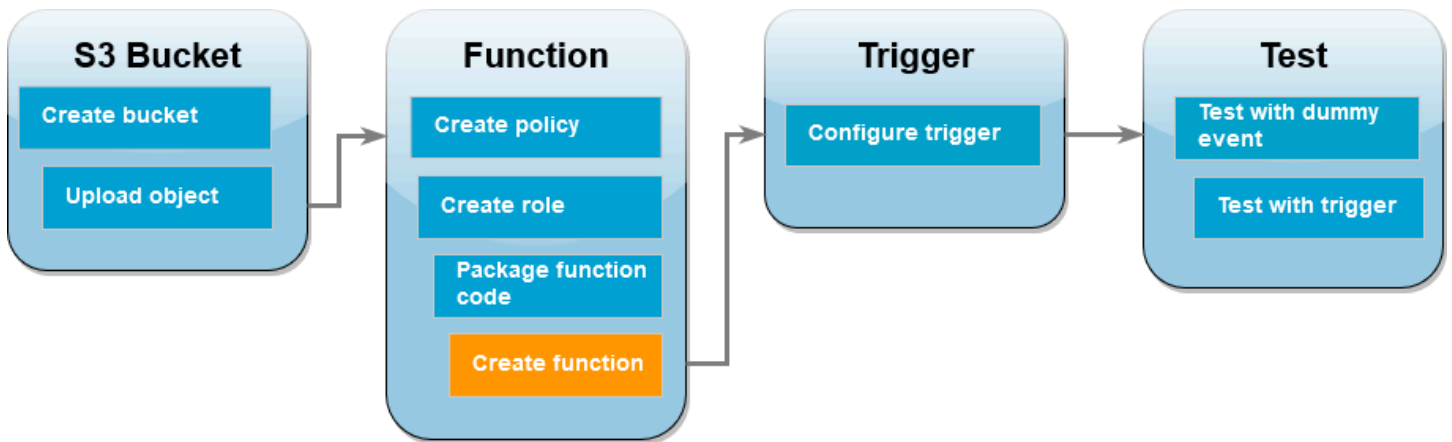 S3 Bucket
Create bucket
Upload object
Function
Create policy
Create role
Package function
code
Create function
Trigger
Configure trigger
Test
Test with dummy
event
Test with trigger